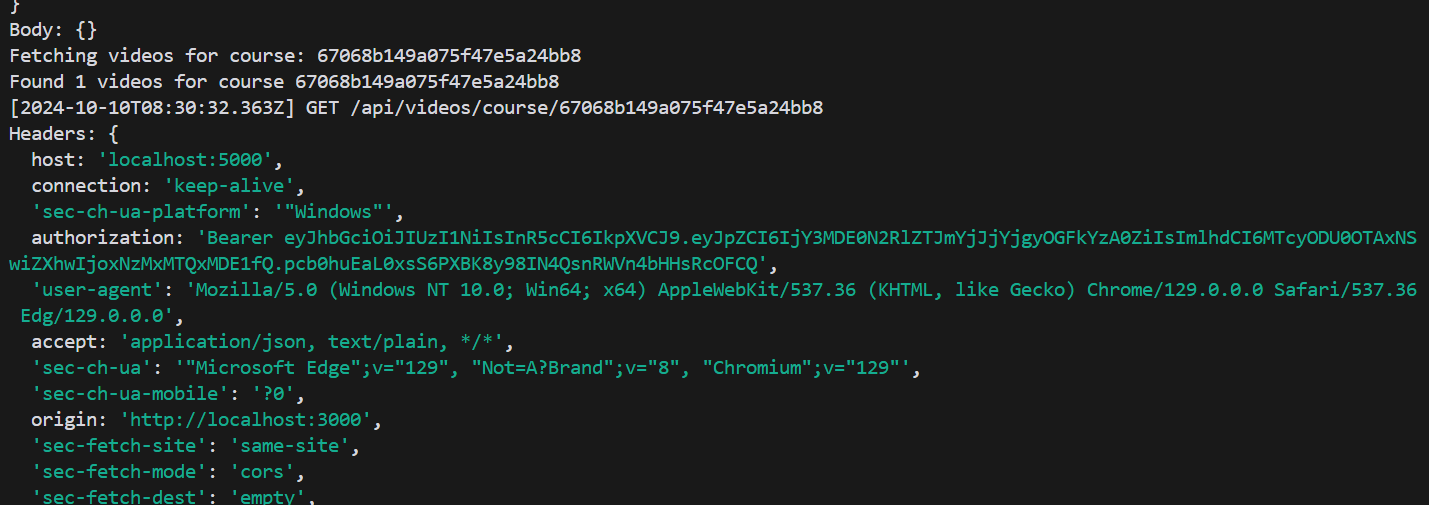 }
Body: {}
Fetching videos for course: 67068b149a075f47e5a24bb8
Found 1 videos for course 67068b149a075f47e5a24bb8
[2024-10-10T08:30:32.363Z] GET /api/videos/course/67068b149a075f47e5a24bb8
Headers: {
  host: 'localhost:5000',
  connection: 'keep-alive',
  'sec-ch-ua-platform': '"Windows"',
  authorization: 'Bearer eyJhbGciOiJIUzI1NiIsInR5cCI6IkpXVCJ9.eyJpZCI6IjY3MDE0N2RlZTJmYjJjYjgyOGFkYzA0ZiIsImlhdCI6MTcyODU0OTAxNS
wiZXhwIjoxNzMxMTQxMDE1fQ.pcb0huEaL0xsS6PXBK8y98IN4QsnRWVn4bHHsRcOFCQ',
  'user-agent': 'Mozilla/5.0 (Windows NT 10.0; Win64; x64) AppleWebKit/537.36 (KHTML, like Gecko) Chrome/129.0.0.0 Safari/537.36
 Edg/129.0.0.0',
  accept: 'application/json, text/plain, */*',
  'sec-ch-ua': '"Microsoft Edge";v="129", "Not=A?Brand";v="8", "Chromium";v="129"',
  'sec-ch-ua-mobile': '?0',
  origin: 'http://localhost:3000',
  'sec-fetch-site': 'same-site',
  'sec-fetch-mode': 'cors',
  'sec-fetch-dest': 'empty',